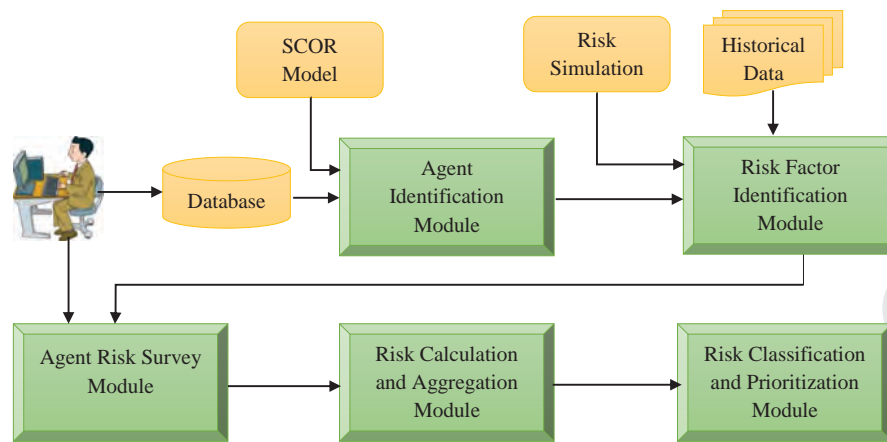 SCOR
Model
Risk
Simulation
Historical
Data
Database
Agent
Identification
Module
Risk Factor
Identification
Module
Agent Risk Survey
Module
Risk Calculation
and Aggregation
Module
Risk Classification
and Prioritization
Module